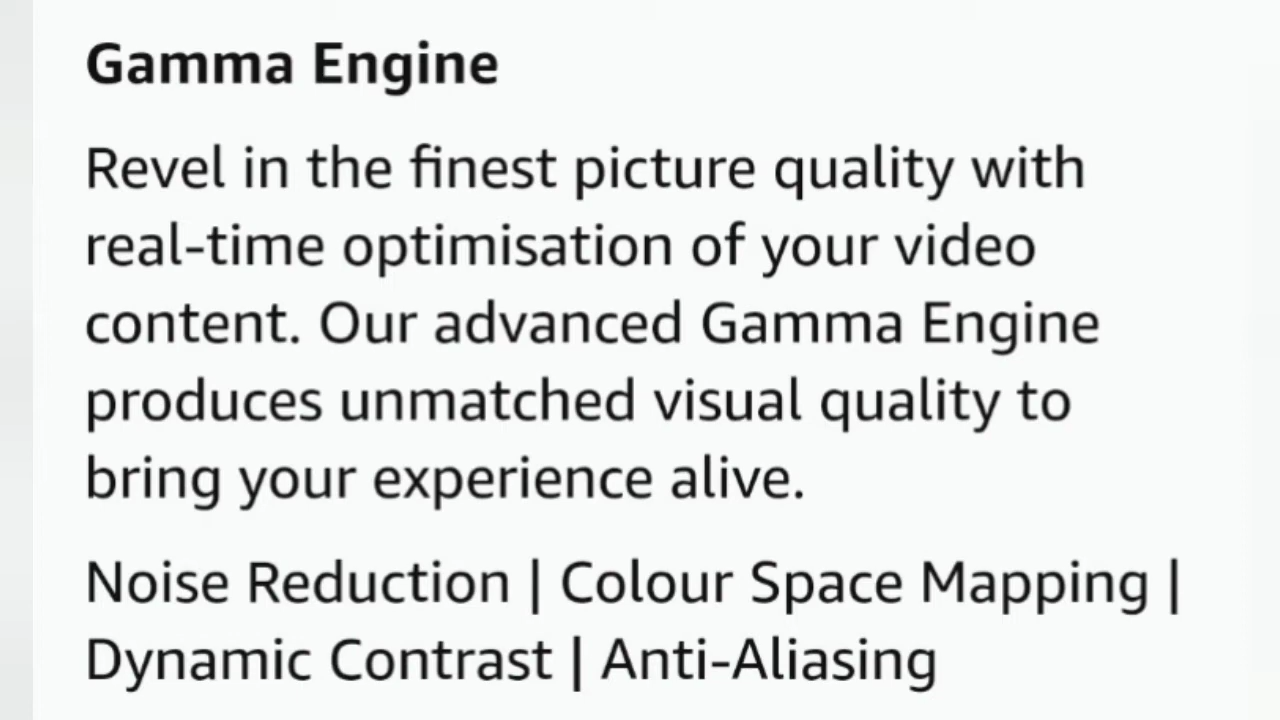 Gamma Engine
Revel in the finest picture quality with
real-time optimisation of your video
content. Our advanced Gamma Engine
produces unmatched visual quality to
bring your experience alive.
Noise Reduction | Colour Space Mapping |
Dynamic Contrast | Anti-Aliasing